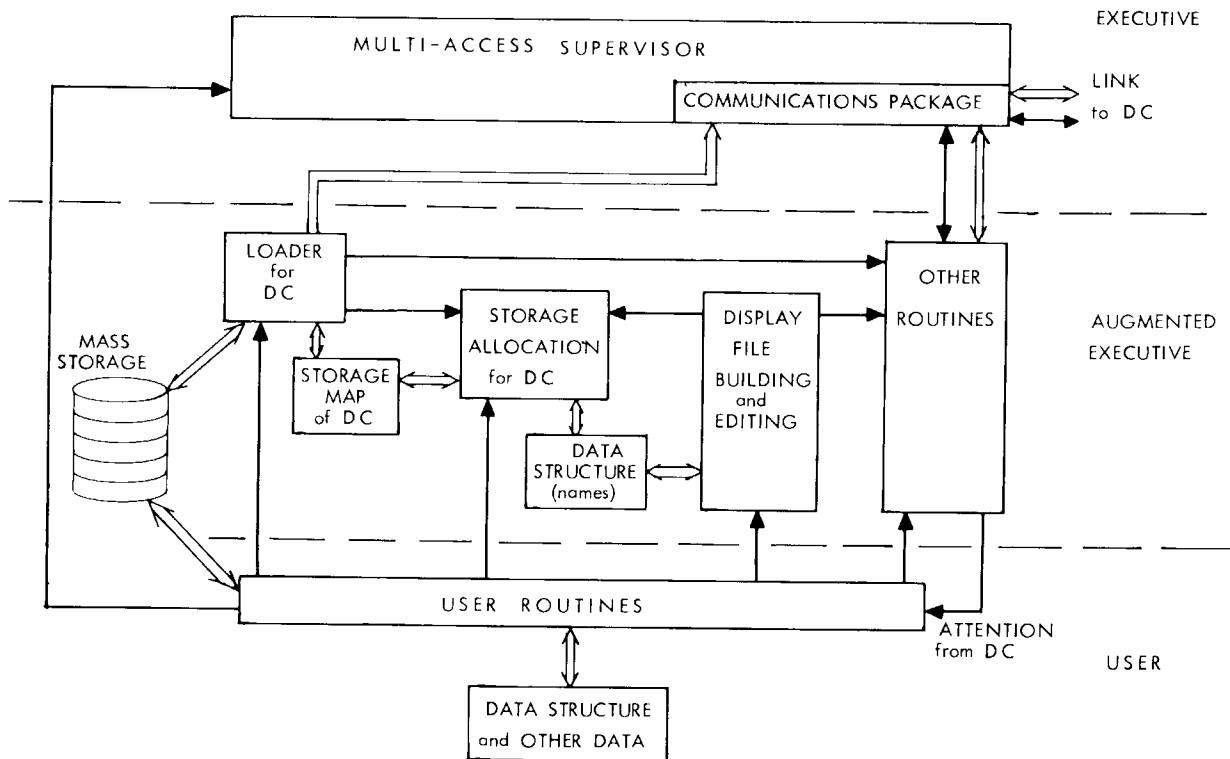 EXECUTIVE
MULTI-ACCESS SUPERVISOR
COMMUNICATIONS PACKAGE
LINK
to DC
LOADER
for
DC
MASS
STORAGE
STORAGE
MAP
of DC
STORAGE
ALLOCATION
for DC
DATA
STRUCTURE
(names)
DISPLAY
FILE
BUILDING
and
EDITING
OTHER
ROUTINES
AUGMENTED
EXECUTIVE
USER ROUTINES
ATTENTION
from DC
USER
DATA STRUCTURE
and OTHER DATA